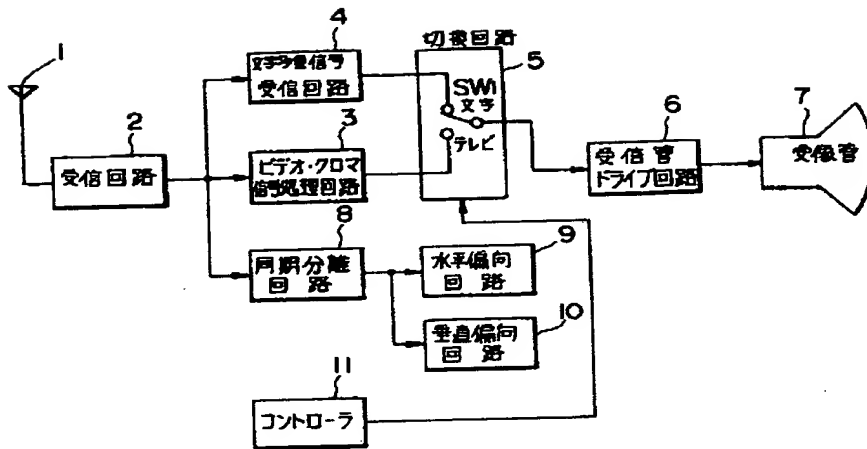 1
2
受信回路
4
文字多重信号
受信回路
3
ビデオ・クロマ
信号処理回路
8
同期分離
回路
切換回路
5
SW1
文字
テレビ
6
受信管
ドライブ回路
7
受像管
9
水平偏向
回路
10
垂直偏向
回路
11
コントローラ